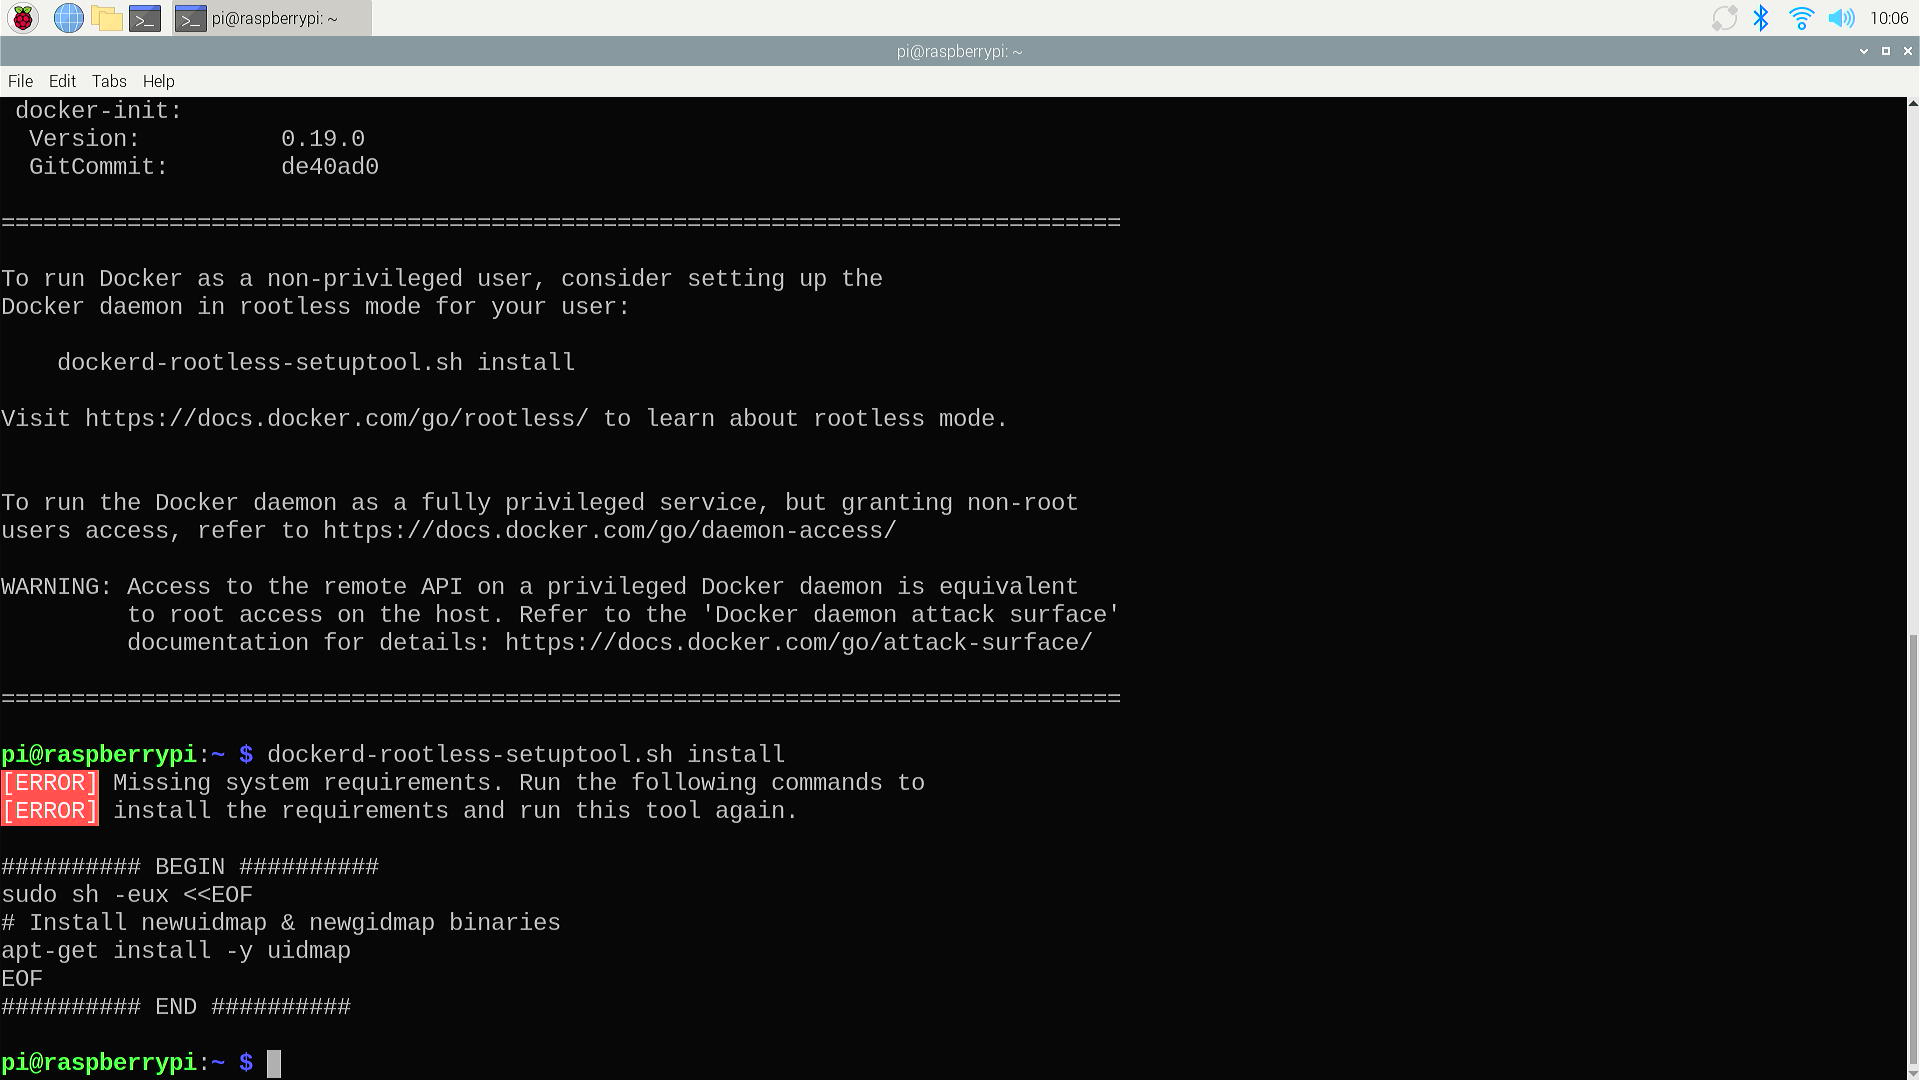 pi@raspberrypi: ~
10:06
pi@raspberrypi: ~
File Edit Tabs Help
docker-init:
Version: 0.19.0
GitCommit: de40ad0
================================================================================
To run Docker as a non-privileged user, consider setting up the
Docker daemon in rootless mode for your user:
dockerd-rootless-setuptool.sh install
Visit https://docs.docker.com/go/rootless/ to learn about rootless mode.
To run the Docker daemon as a fully privileged service, but granting non-root
users access, refer to https://docs.docker.com/go/daemon-access/
WARNING: Access to the remote API on a privileged Docker daemon is equivalent
to root access on the host. Refer to the 'Docker daemon attack surface'
documentation for details: https://docs.docker.com/go/attack-surface/
================================================================================
pi@raspberrypi:~ $ dockerd-rootless-setuptool.sh install
[ERROR] Missing system requirements. Run the following commands to
[ERROR] install the requirements and run this tool again.
########## BEGIN ##########
sudo sh -eux <<EOF
# Install newuidmap & newgidmap binaries
apt-get install -y uidmap
EOF
########## END ##########
pi@raspberrypi:~ $